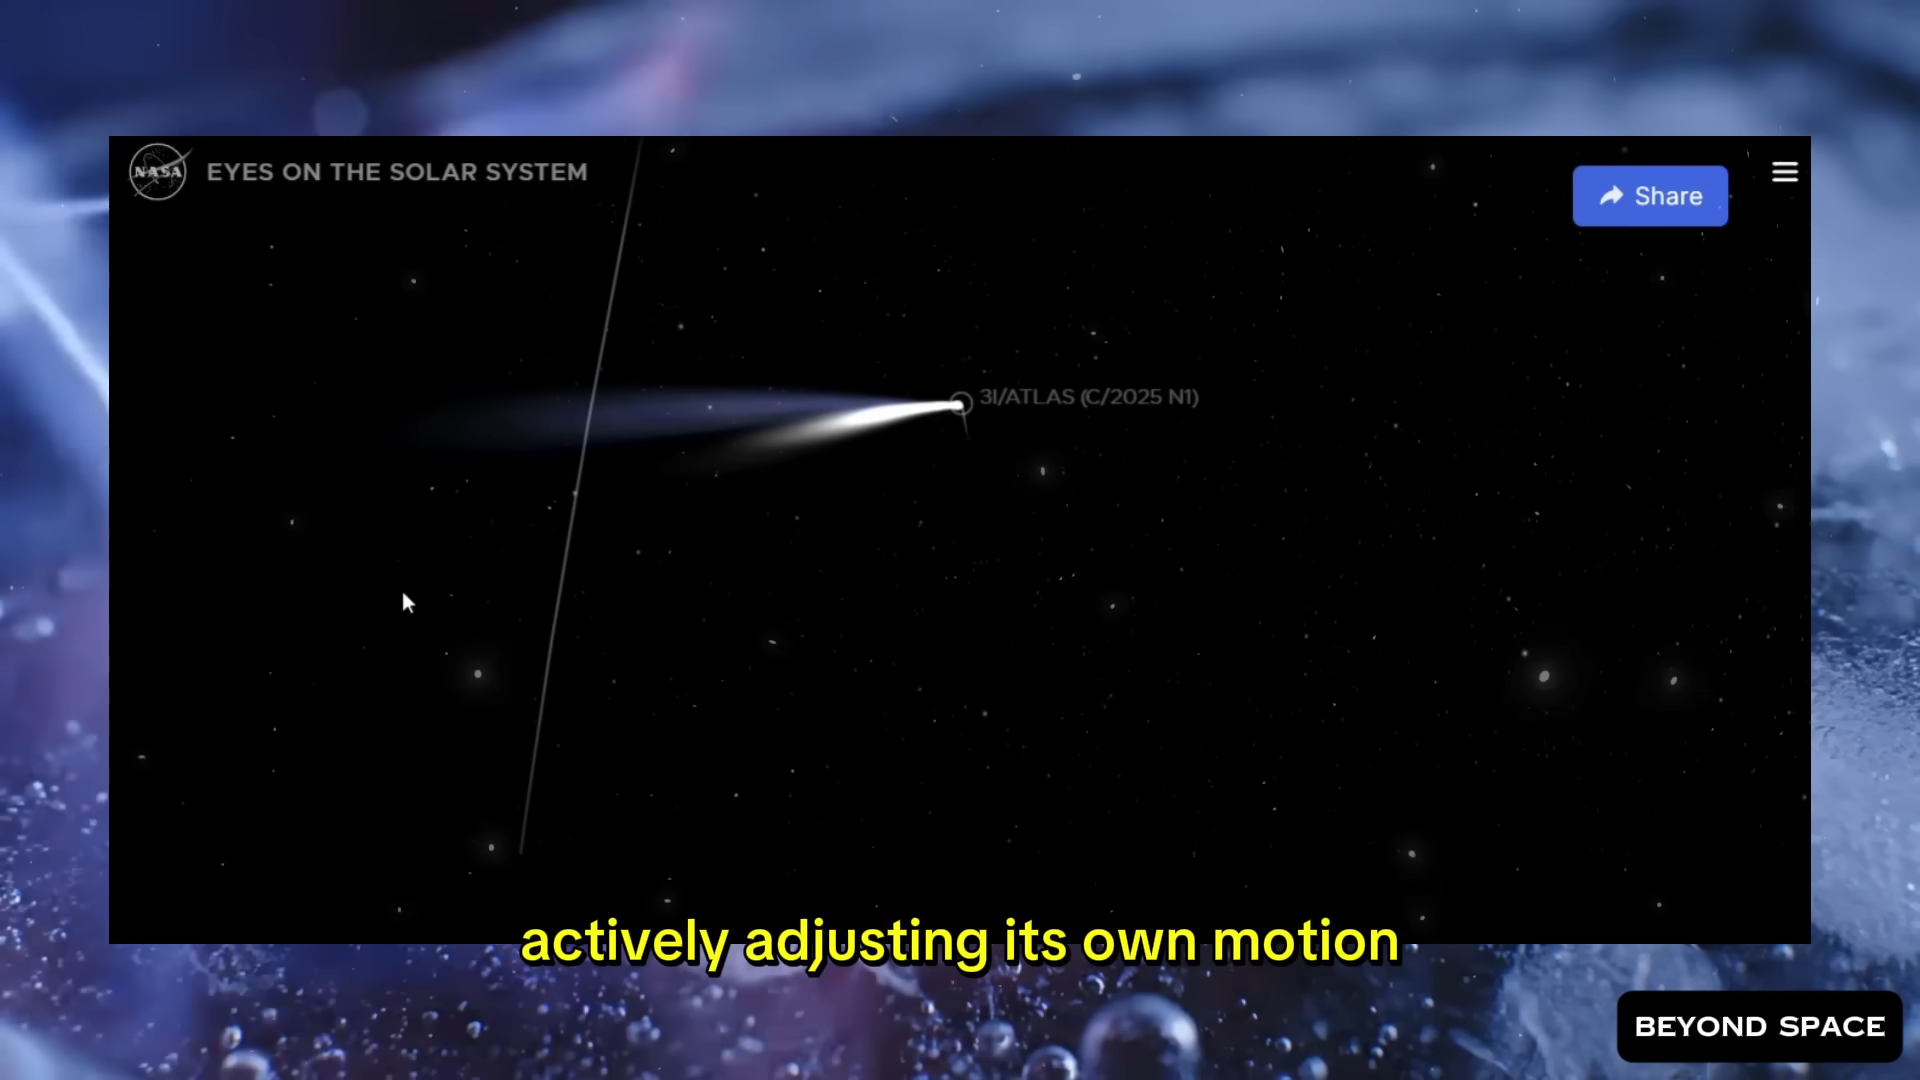 NASA
EYES ON THE SOLAR SYSTEM
Share
3I/ATLAS (C/2025 N1)
actively adjusting its own motion
BEYOND SPACE